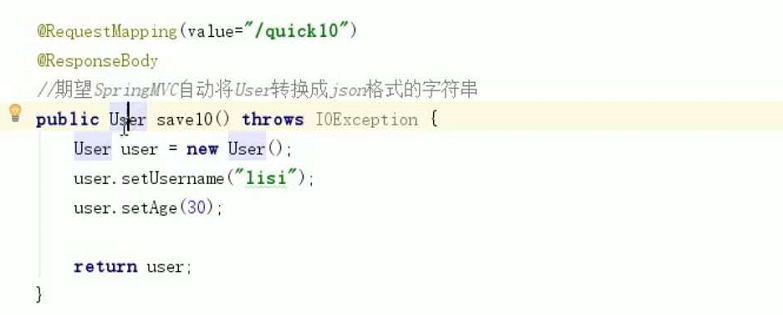 @RequestMapping(value="/quick10")
@ResponseBody
//期望SpringMVC自动将User转换成json格式的字符串
public User save10() throws IOException {
User user = new User();
user.setUsername("lisi");
user.setAge(30);
return user;
}